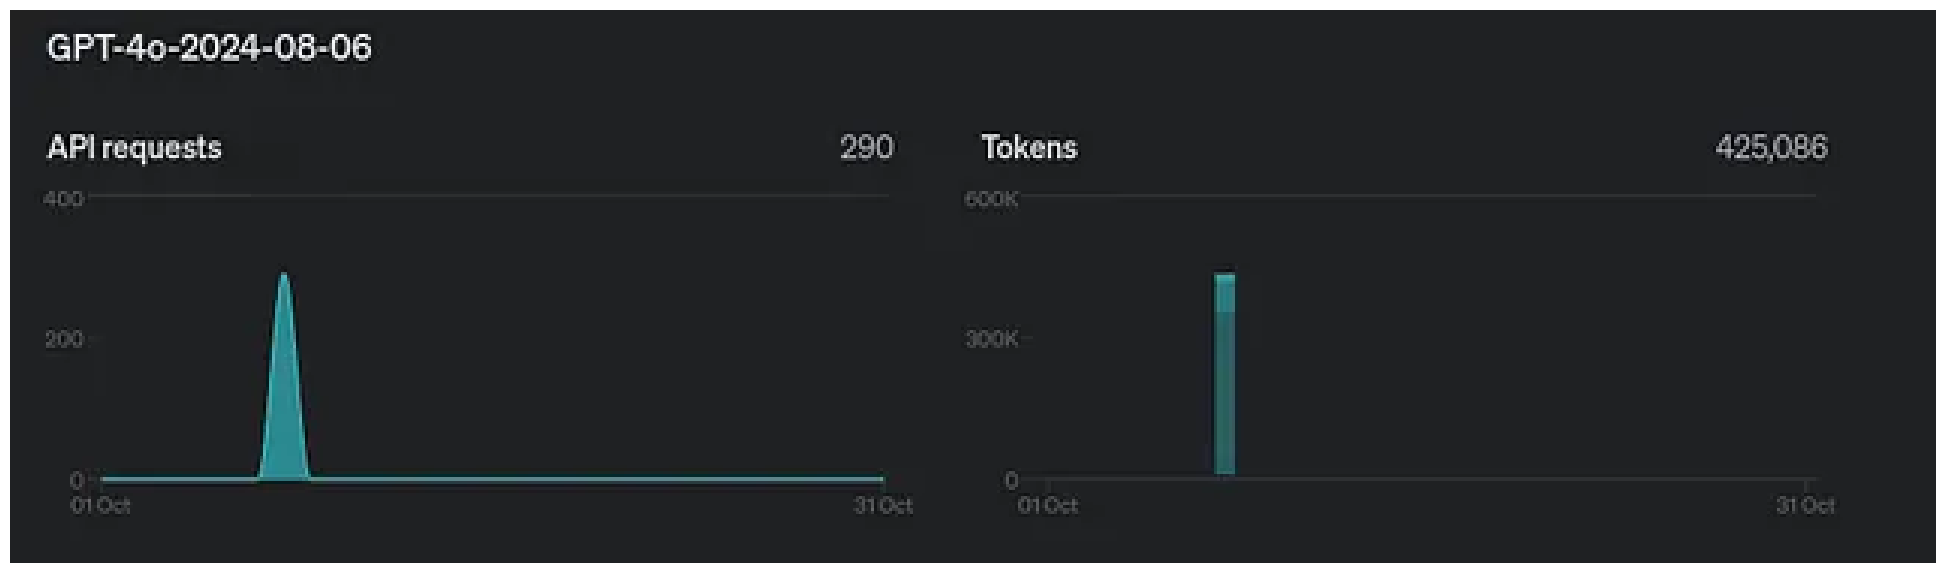 GPT-4o-2024-08-06
API requests 290
400
200
0
01 Oct 31 Oct
Tokens 425,086
600K
300K
0
01 Oct 31 Oct